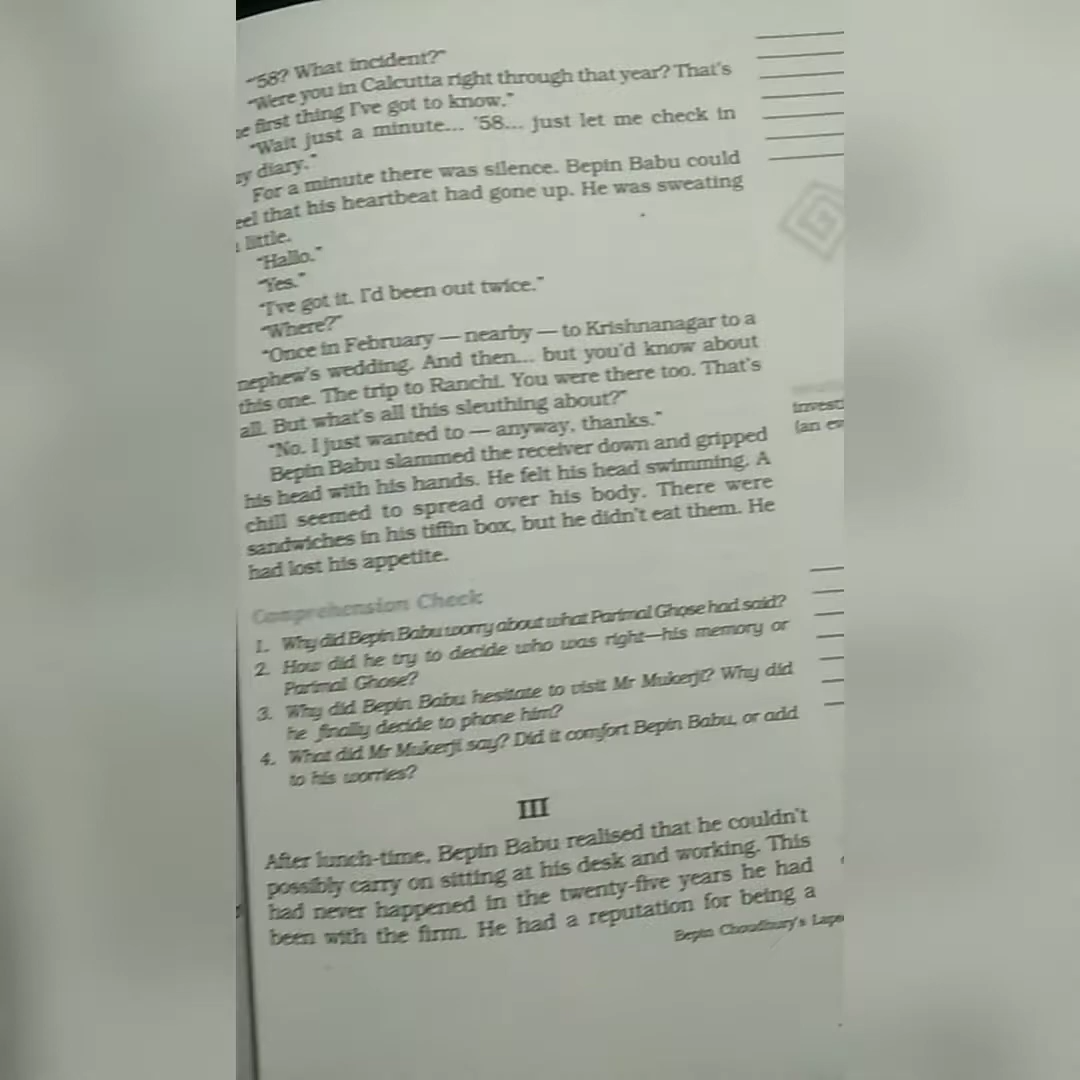 "'58? What incident?"
"Were you in Calcutta right through that year? That's
e first thing I've got to know."
"Wait just a minute... '58... just let me check in
y diary."
For a minute there was silence. Bepin Babu could
eel that his heartbeat had gone up. He was sweating
little.
"Hallo."
"Yes."
"I've got it. I'd been out twice."
"Where?"
"Once in February — nearby — to Krishnanagar to a
nephew's wedding. And then... but you'd know about
this one. The trip to Ranchi. You were there too. That's
all. But what's all this sleuthing about?"
"No. I just wanted to — anyway, thanks."
Bepin Babu slammed the receiver down and gripped
his head with his hands. He felt his head swimming. A
chill seemed to spread over his body. There were
sandwiches in his tiffin box, but he didn't eat them. He
had lost his appetite.
investi
(an ev
Comprehension Check
1. Why did Bepin Babu worry about what Parimal Ghose had said?
2. How did he try to decide who was right—his memory or
Parimal Ghose?
3. Why did Bepin Babu hesitate to visit Mr Mukerji? Why did
he finally decide to phone him?
4. What did Mr Mukerji say? Did it comfort Bepin Babu, or add
to his worries?
III
After lunch-time, Bepin Babu realised that he couldn't
possibly carry on sitting at his desk and working. This
had never happened in the twenty-five years he had
been with the firm. He had a reputation for being a
Bepin Choudhury's Lapse